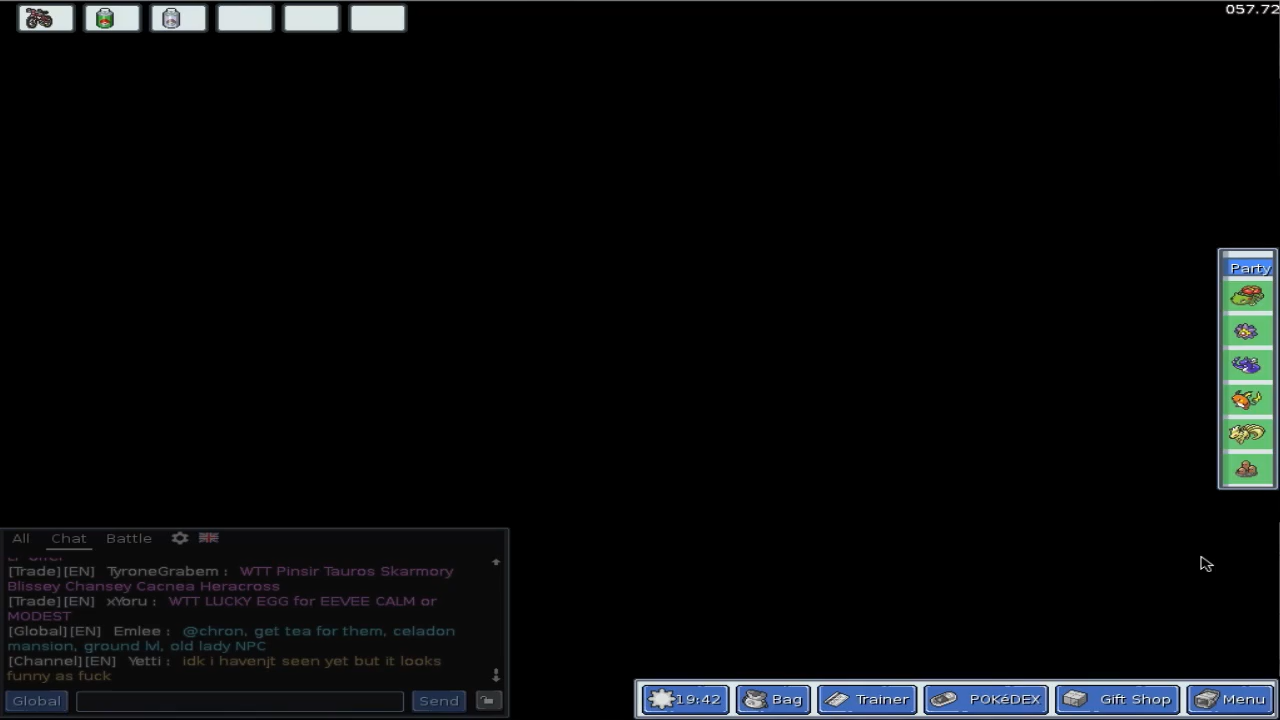 057.72
Party
All Chat Battle
[Trade][EN] TyroneGrabem : WTT Pinsir Tauros Skarmory
Blissey Chansey Cacnea Heracross
[Trade][EN] xYoru : WTT LUCKY EGG for EEVEE CALM or
MODEST
[Global][EN] Emlee : @chron, get tea for them, celadon
mansion, ground lvl, old lady NPC
[Channel][EN] Yetti : idk i havenjt seen yet but it looks
funny as fuck
Global Send
19:42 Bag Trainer POKéDEX Gift Shop Menu